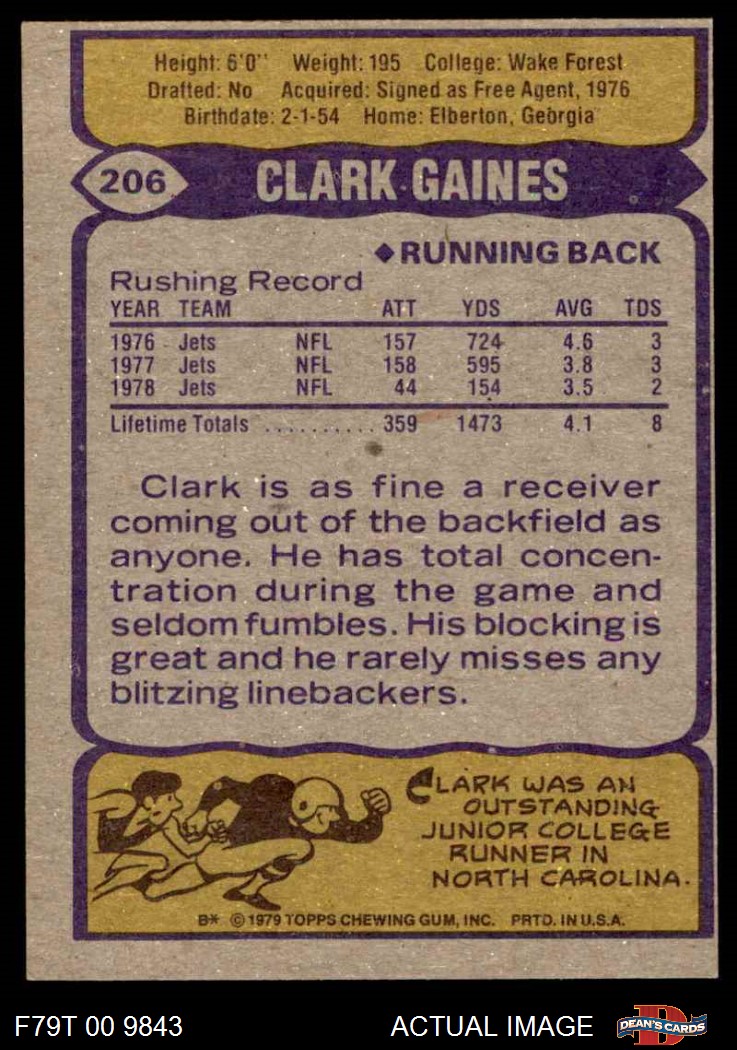 Height: 6'0" Weight: 195 College: Wake Forest
Drafted: No Acquired: Signed as Free Agent, 1976
Birthdate: 2-1-54 Home: Elberton, Georgia
206 CLARK GAINES
◆RUNNING BACK
Rushing Record
YEAR TEAM ATT YDS AVG TDS
1976 Jets NFL 157 724 4.6 3
1977 Jets NFL 158 595 3.8 3
1978 Jets NFL 44 154 3.5 2
Lifetime Totals .......... 359 1473 4.1 8
Clark is as fine a receiver
coming out of the backfield as
anyone. He has total concen-
tration during the game and
seldom fumbles. His blocking is
great and he rarely misses any
blitzing linebackers.
CLARK WAS AN
OUTSTANDING
JUNIOR COLLEGE
RUNNER IN
NORTH CAROLINA.
B* © 1979 TOPPS CHEWING GUM, INC. PRTD. IN U.S.A.
F79T 00 9843 ACTUAL IMAGE D DEAN'S CARDS